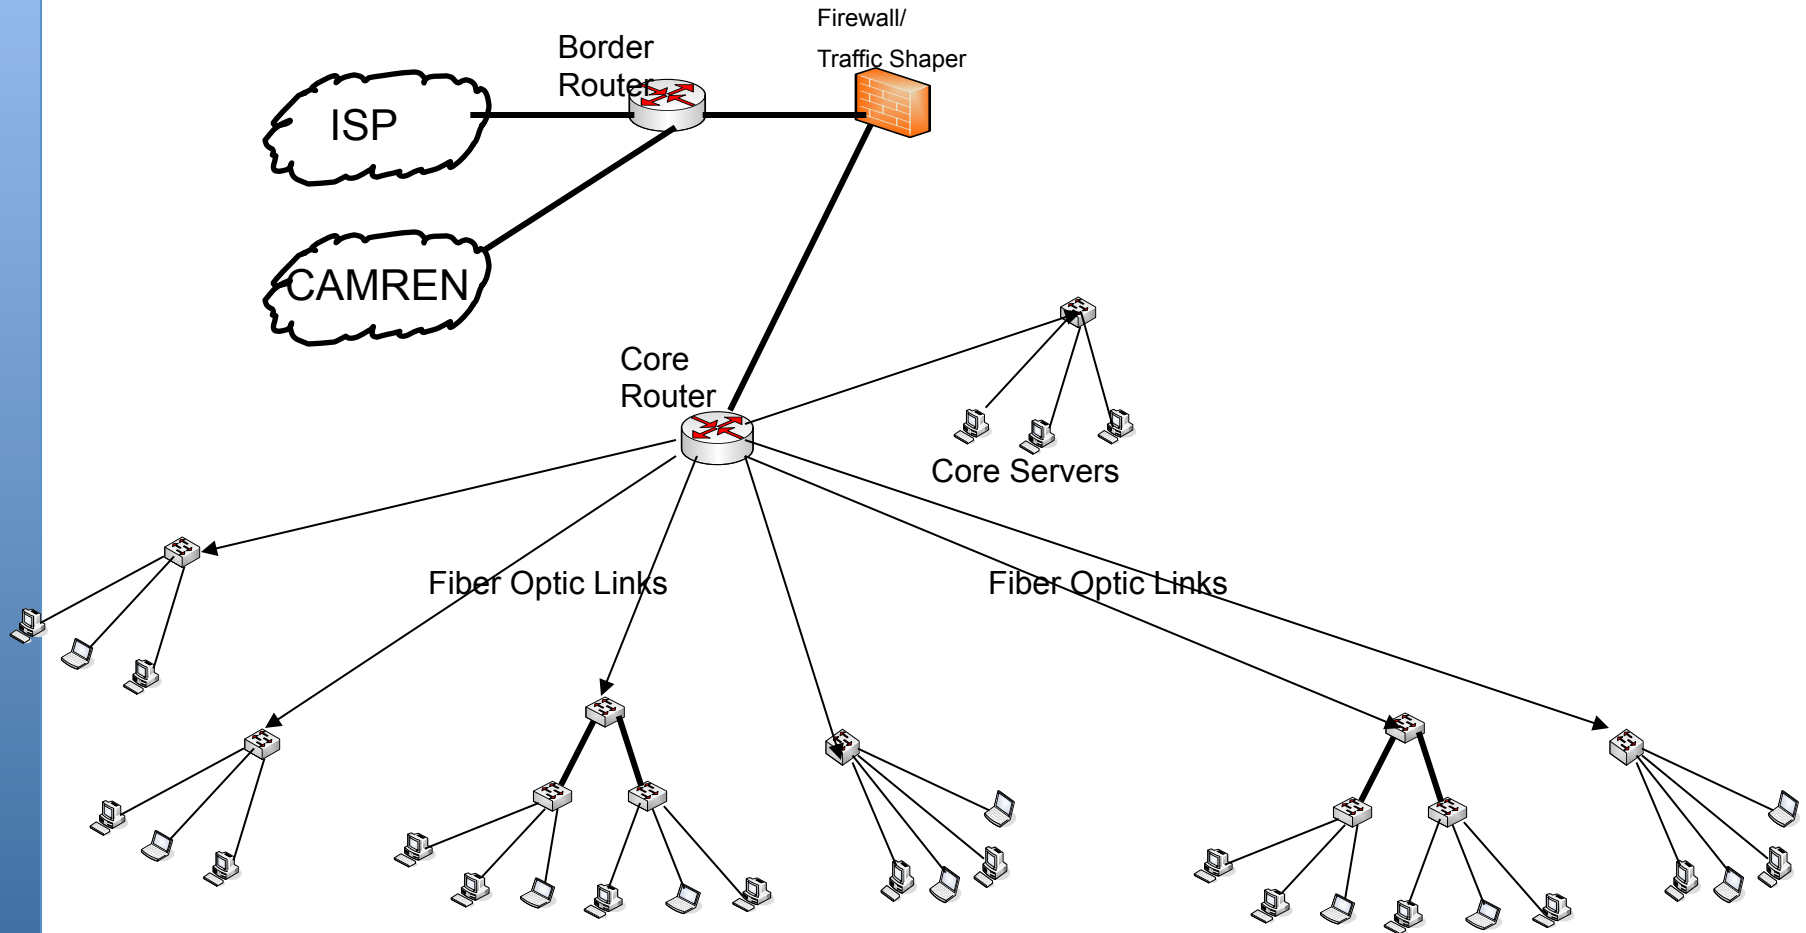 Firewall/
Traffic Shaper
Border
Router
ISP
CAMREN
Core
Router
Core Servers
Fiber Optic Links
Fiber Optic Links